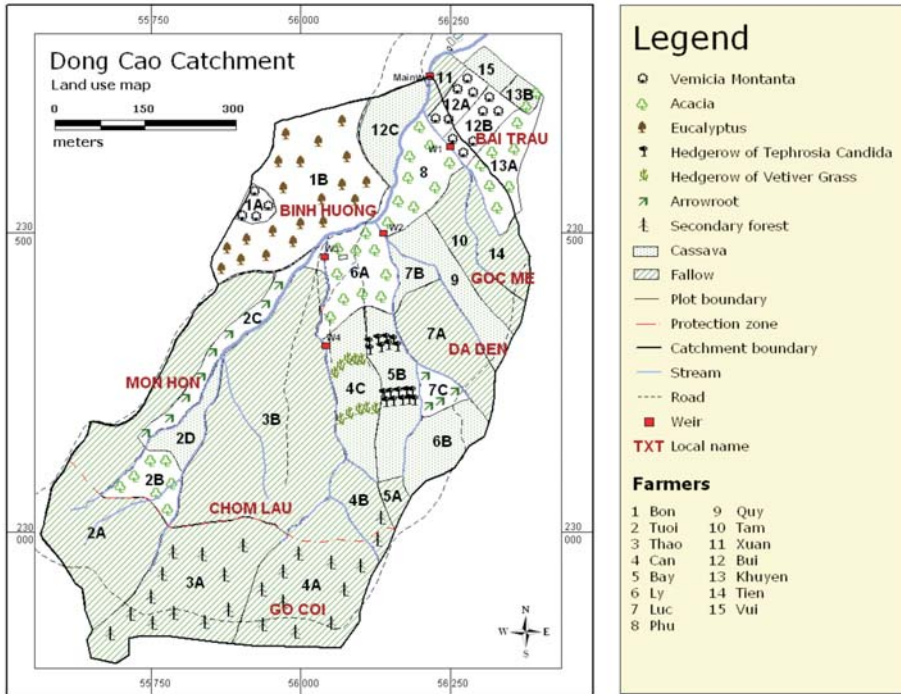 55 750
56 000
56 250
Dong Cao Catchment
Land use map
0 150 300
meters
11
15
13B
12A
12B
BAI TRAU
12C
W1
13A
8
1B
1A
BINH HUONG
230
500
230
500
W2
10
14
6A
7B
9
GOC ME
2C
W4
7A
DA DEN
MON HON
5B
4C
7C
3B
2D
6B
2B
4B
5A
CHOM LAU
2A
230
000
230
000
3A
4A
GO COI
N
W E
S
55 750
56 000
56 250
Legend
Vernicia Montanta
Acacia
Eucalyptus
Hedgerow of Tephrosia Candida
Hedgerow of Vetiver Grass
Arrowroot
Secondary forest
Cassava
Fallow
Plot boundary
Protection zone
Catchment boundary
Stream
Road
Weir
TXT Local name
Farmers
1 Bon 9 Quy
2 Tuoi 10 Tam
3 Thao 11 Xuan
4 Can 12 Bui
5 Bay 13 Khuyen
6 Ly 14 Tien
7 Luc 15 Vui
8 Phu